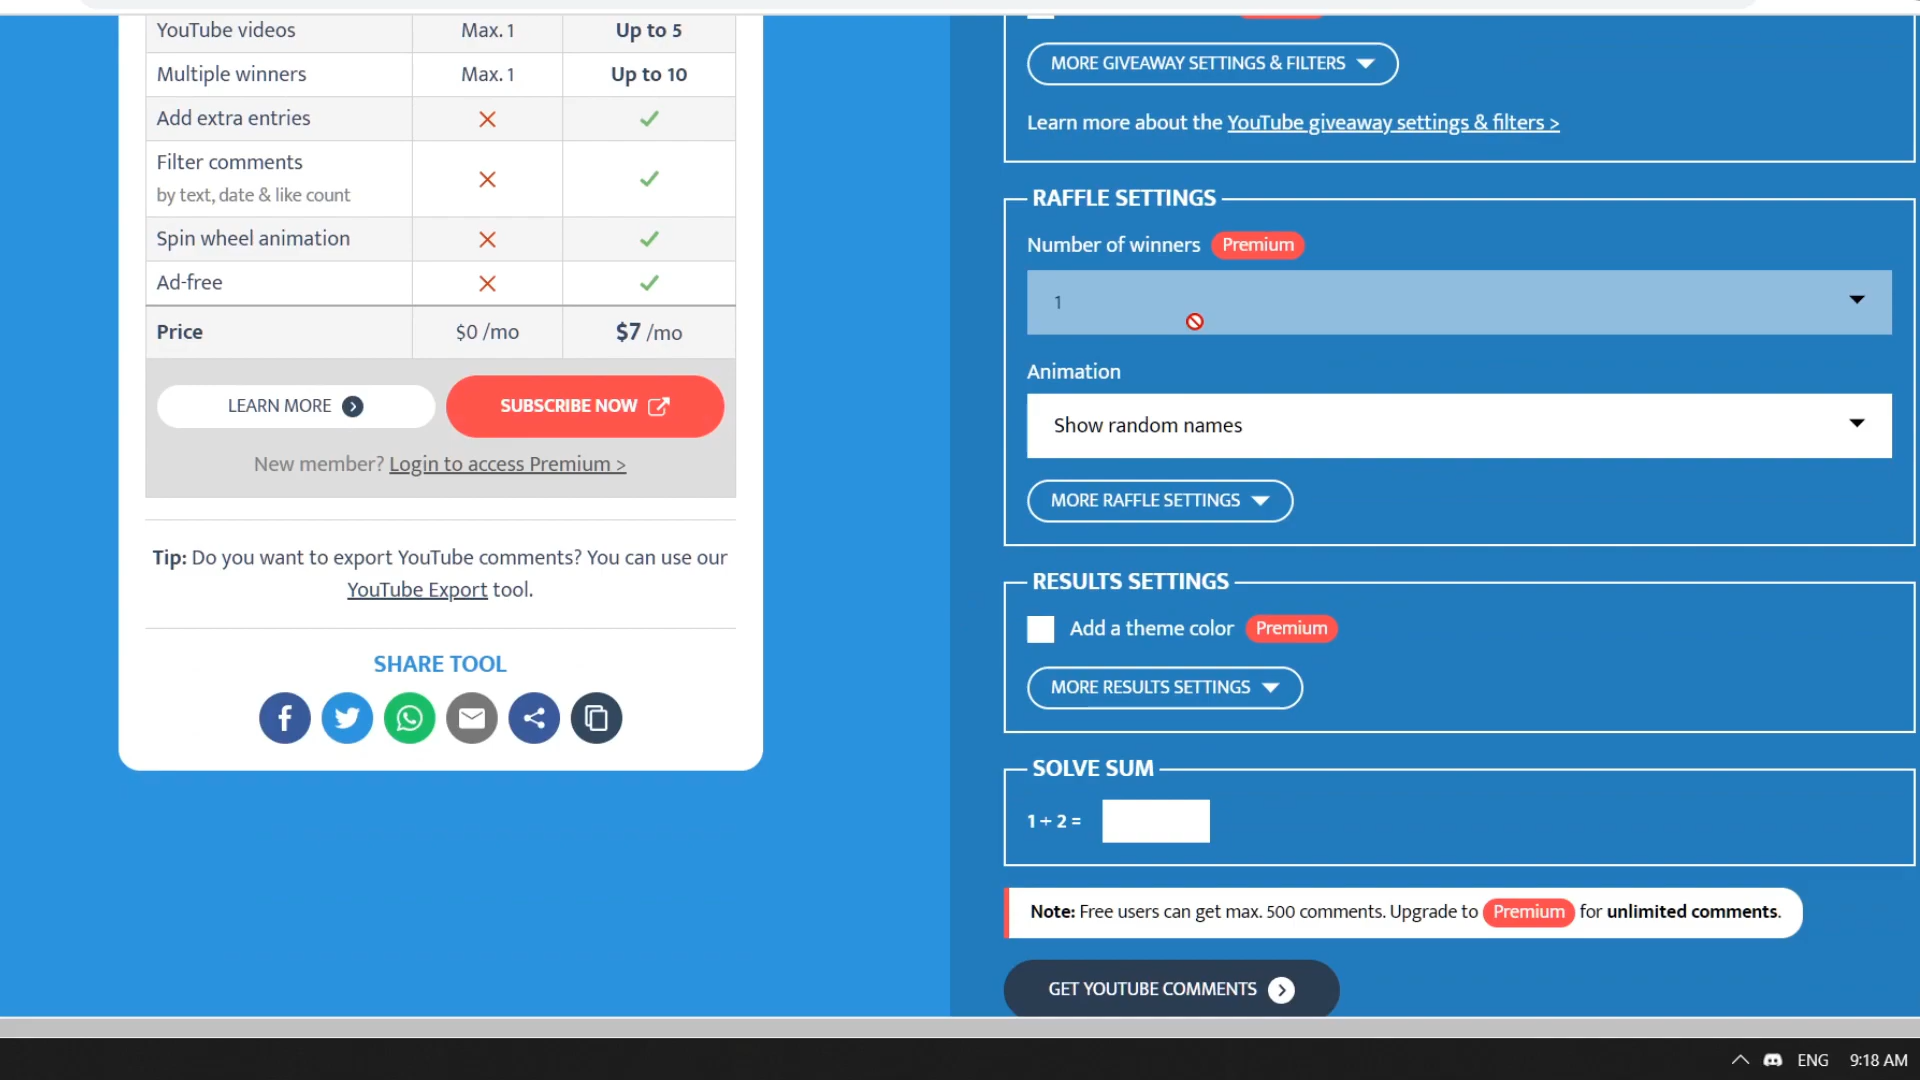 YouTube videos Max. 1 Up to 5
Multiple winners Max. 1 Up to 10
Add extra entries
Filter comments
by text, date & like count
Spin wheel animation
Ad-free
Price $0 /mo $7 /mo
LEARN MORE SUBSCRIBE NOW
New member? Login to access Premium >
Tip: Do you want to export YouTube comments? You can use our
YouTube Export tool.
SHARE TOOL
MORE GIVEAWAY SETTINGS & FILTERS
Learn more about the YouTube giveaway settings & filters >
RAFFLE SETTINGS
Number of winners Premium
1
Animation
Show random names
MORE RAFFLE SETTINGS
RESULTS SETTINGS
Add a theme color Premium
MORE RESULTS SETTINGS
SOLVE SUM
1 + 2 =
Note: Free users can get max. 500 comments. Upgrade to Premium for unlimited comments.
GET YOUTUBE COMMENTS
ENG 9:18 AM